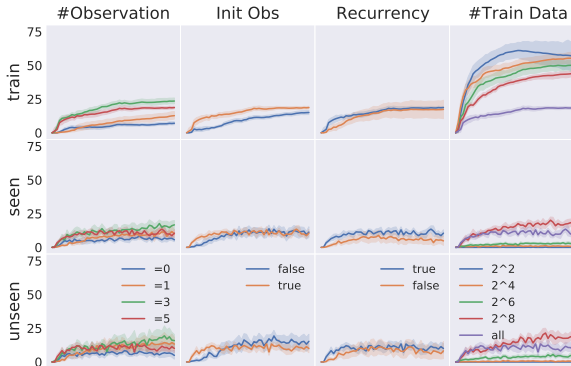 #Observation Init Obs Recurrency #Train Data
train
75
50
25
0
seen
75
50
25
0
unseen
75
50
25
0
=0
=1
=3
=5
false
true
true
false
2^2
2^4
2^6
2^8
all